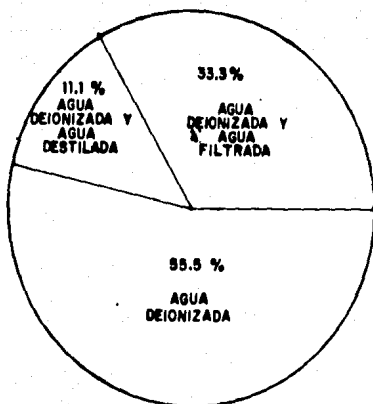 33.3 %
AGUA
DEIONIZADA Y
AGUA
FILTRADA
11.1 %
AGUA
DEIONIZADA Y
AGUA
DESTILADA
55.5 %
AGUA
DEIONIZADA